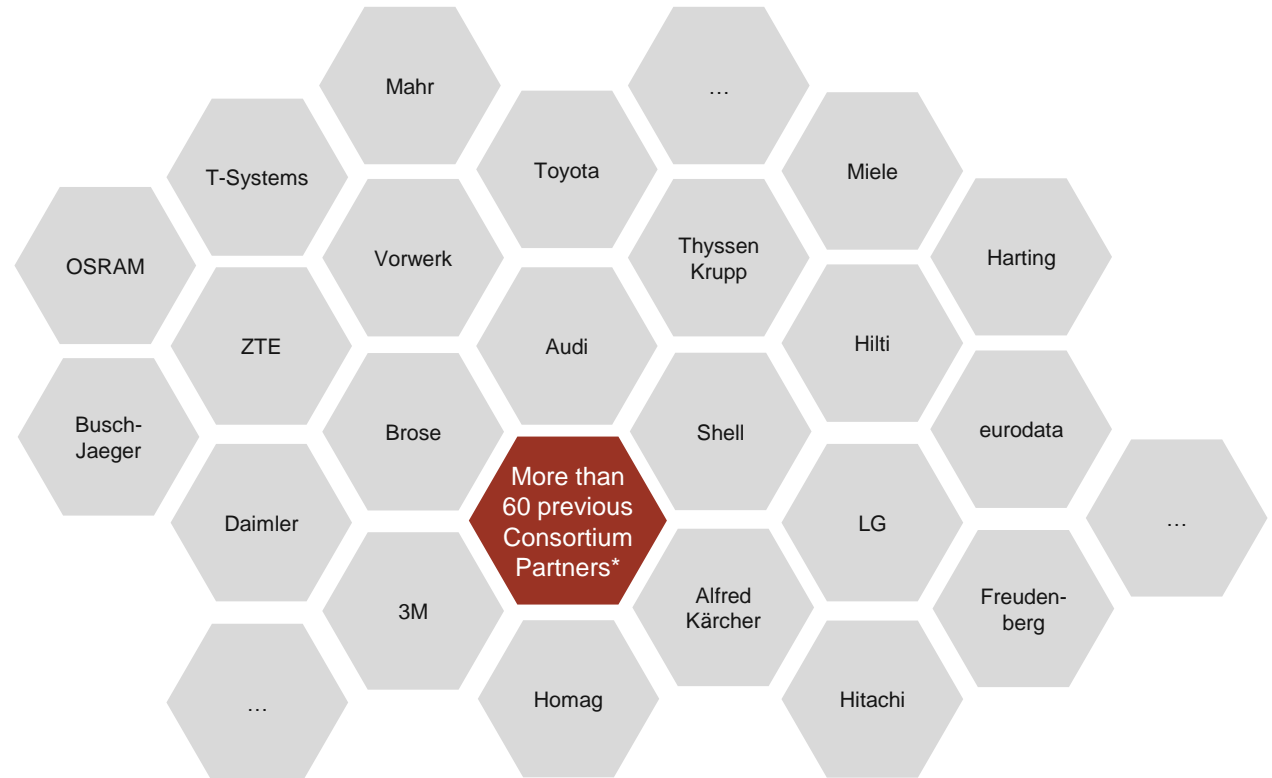 Mahr
…
Toyota
Miele
T-Systems
Vorwerk
Thyssen
Krupp
Harting
OSRAM
ZTE
Audi
Hilti
Busch-
Jaeger
Brose
Shell
eurodata
More than
60 previous
Consortium
Partners*
Daimler
LG
…
3M
Alfred
Kärcher
Freuden-
berg
…
Homag
Hitachi